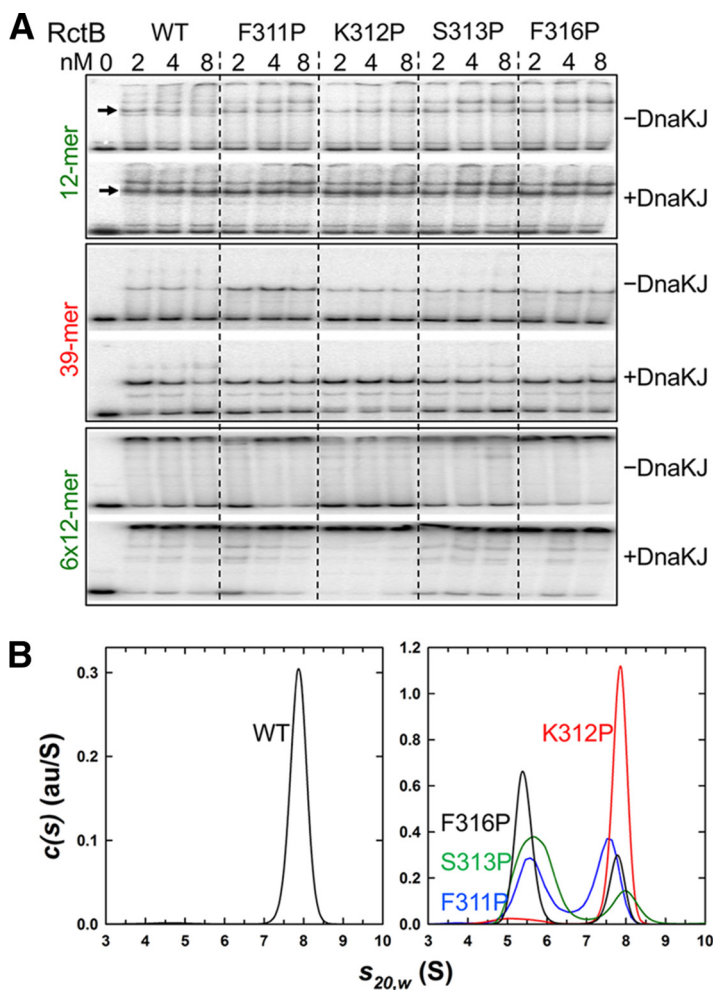 A
RctB WT F311P K312P S313P F316P
nM 0 2 4 8 2 4 8 2 4 8 2 4 8 2 4 8
12-mer
−DnaKJ
+DnaKJ
39-mer
−DnaKJ
+DnaKJ
6x12-mer
−DnaKJ
+DnaKJ
B
c(s) (au/S)
0.3
0.2
0.1
0.0
WT
3 4 5 6 7 8 9 10
1.2
1.0
0.8
0.6
0.4
0.2
0.0
K312P
F316P
S313P
F311P
3 4 5 6 7 8 9 10
s20,w (S)